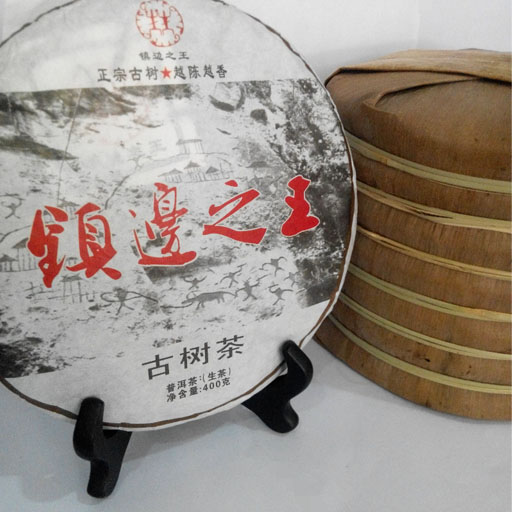 镇边之王
正宗古树★越陈越香
鎮邊之王
古树茶
普洱茶:(生茶)
净含量:400克